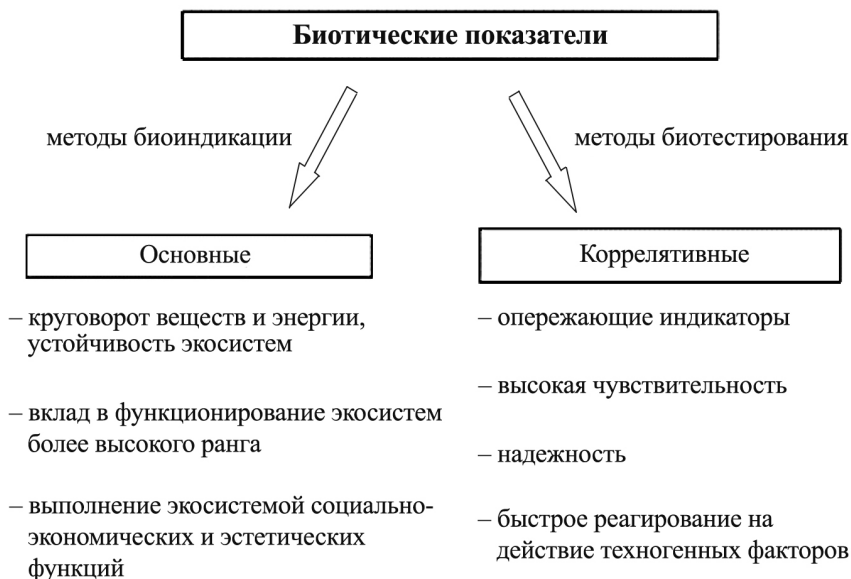 Биотические показатели
методы биоиндикации
методы биотестирования
Основные
– круговорот веществ и энергии,
устойчивость экосистем
– вклад в функционирование экосистем
более высокого ранга
– выполнение экосистемой социально-
экономических и эстетических
функций
Коррелятивные
– опережающие индикаторы
– высокая чувствительность
– надежность
– быстрое реагирование на
действие техногенных факторов